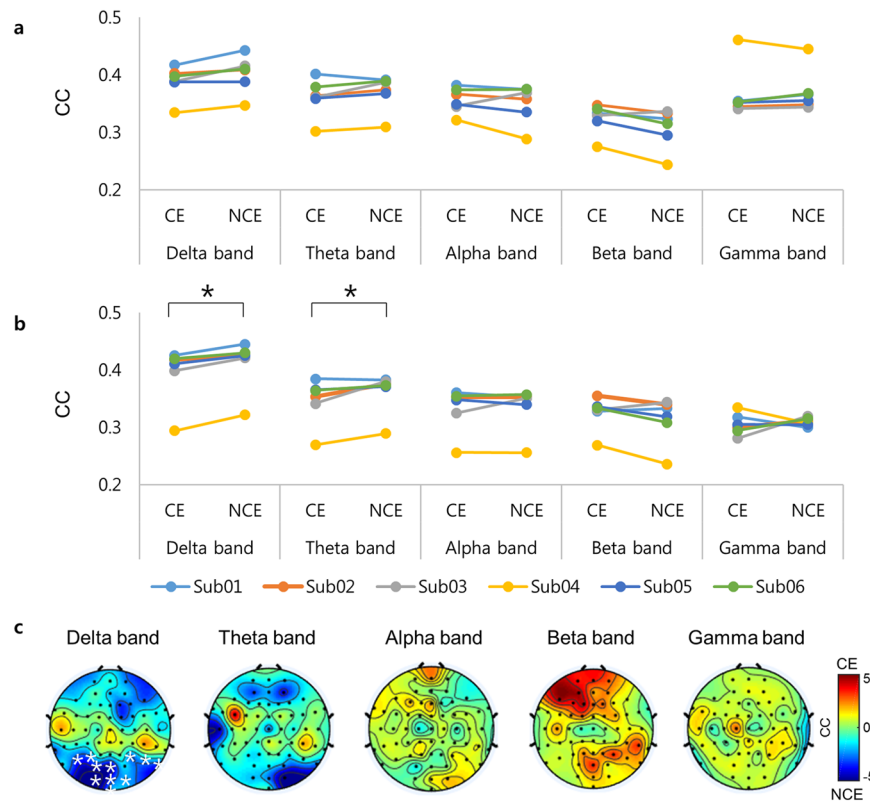 a
0.5
0.4
CC
0.3
0.2
CE NCE CE NCE CE NCE CE NCE CE NCE
Delta band Theta band Alpha band Beta band Gamma band
* *
b
0.5
0.4
CC
0.3
0.2
CE NCE CE NCE CE NCE CE NCE CE NCE
Delta band Theta band Alpha band Beta band Gamma band
Sub01 Sub02 Sub03 Sub04 Sub05 Sub06
c
Delta band Theta band Alpha band Beta band Gamma band
CE
5
CC
0
-5
NCE